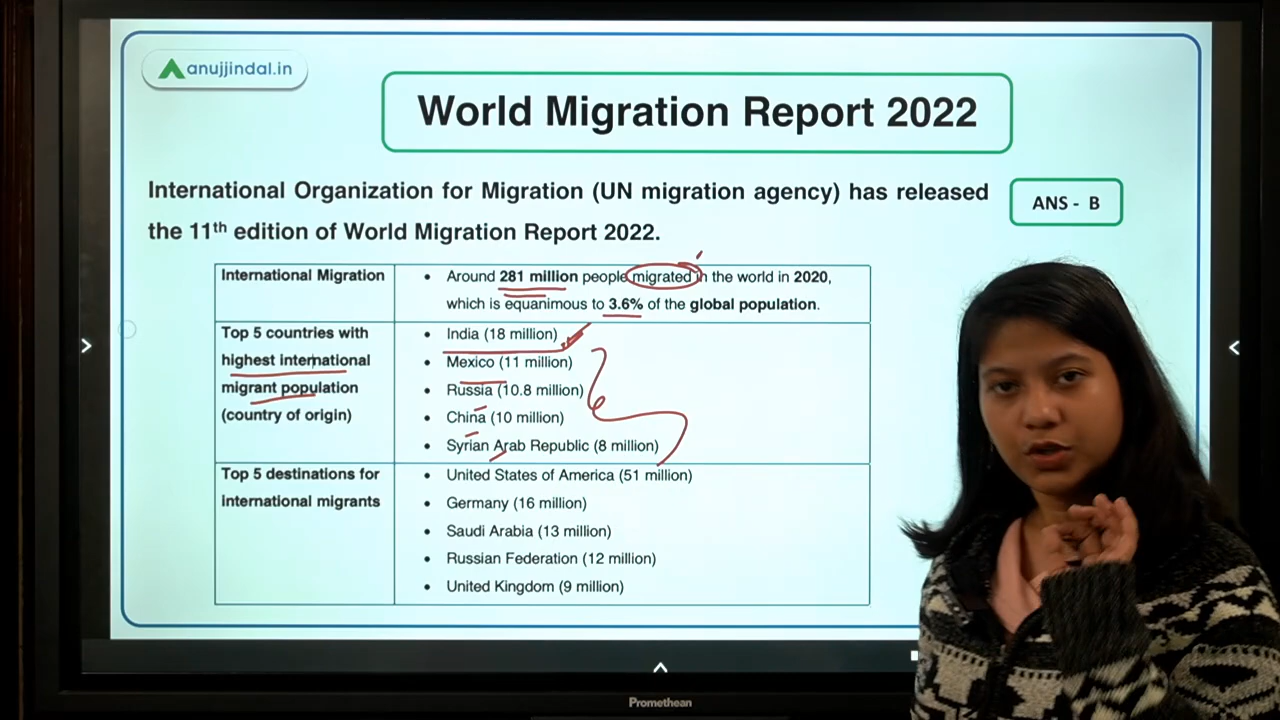 anujjindal.in
World Migration Report 2022
International Organization for Migration (UN migration agency) has released
the 11th edition of World Migration Report 2022.
ANS - B
International Migration
• Around 281 million people migrated in the world in 2020,
which is equanimous to 3.6% of the global population.
Top 5 countries with
highest international
migrant population
(country of origin)
• India (18 million)
• Mexico (11 million)
• Russia (10.8 million)
• China (10 million)
• Syrian Arab Republic (8 million)
Top 5 destinations for
international migrants
• United States of America (51 million)
• Germany (16 million)
• Saudi Arabia (13 million)
• Russian Federation (12 million)
• United Kingdom (9 million)
Promethean